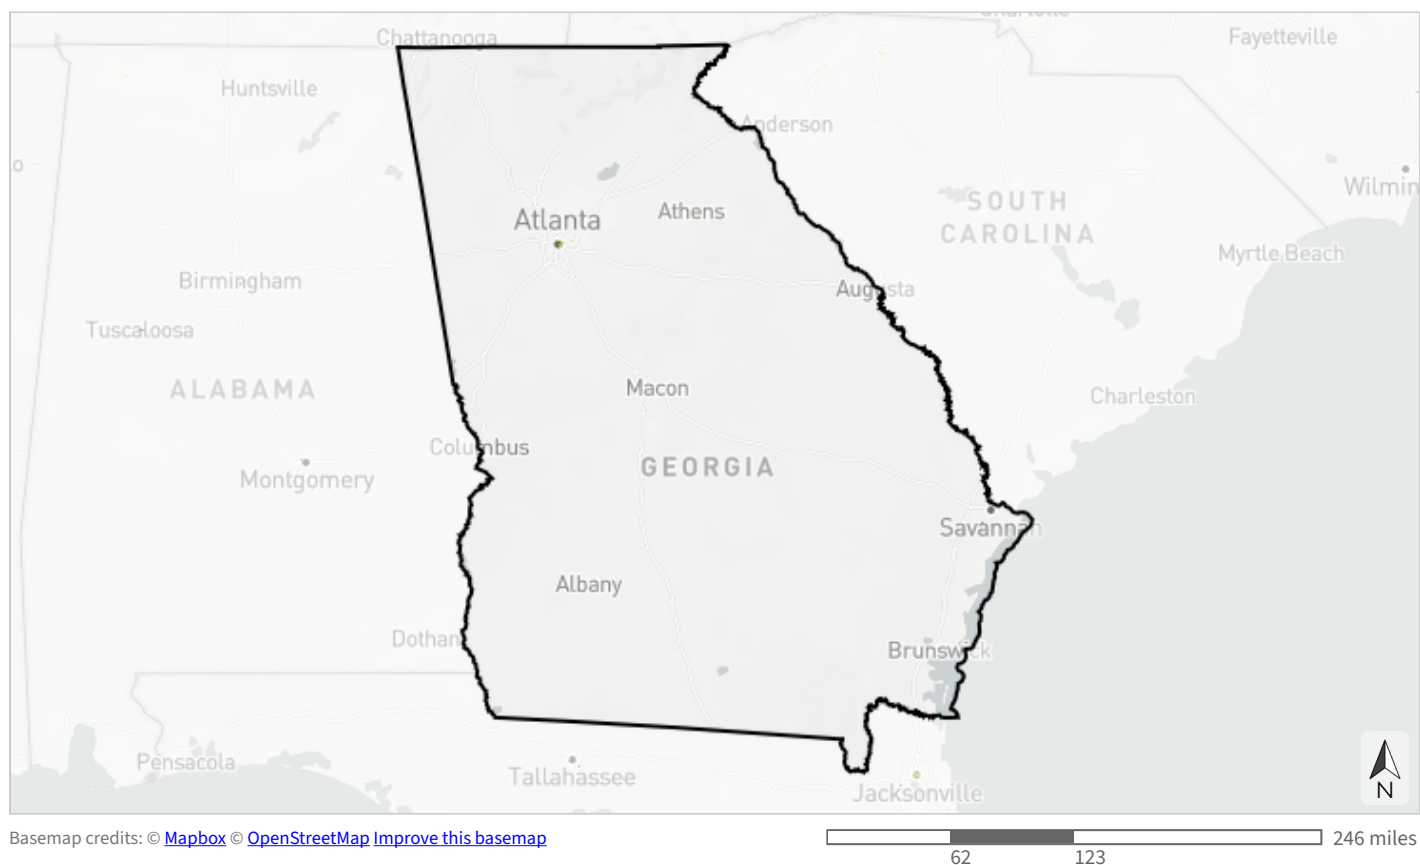 Charlotte
Chattanooga
Fayetteville
Huntsville
Anderson
Wilmin
SOUTH
CAROLINA
Atlanta
Athens
Myrtle Beach
Birmingham
Augusta
Tuscaloosa
ALABAMA
Macon
Charleston
Columbus
GEORGIA
Montgomery
Savannah
Albany
Dothan
Brunswick
Pensacola
Tallahassee
Jacksonville
N
Basemap credits: © Mapbox © OpenStreetMap Improve this basemap
246 miles
62
123